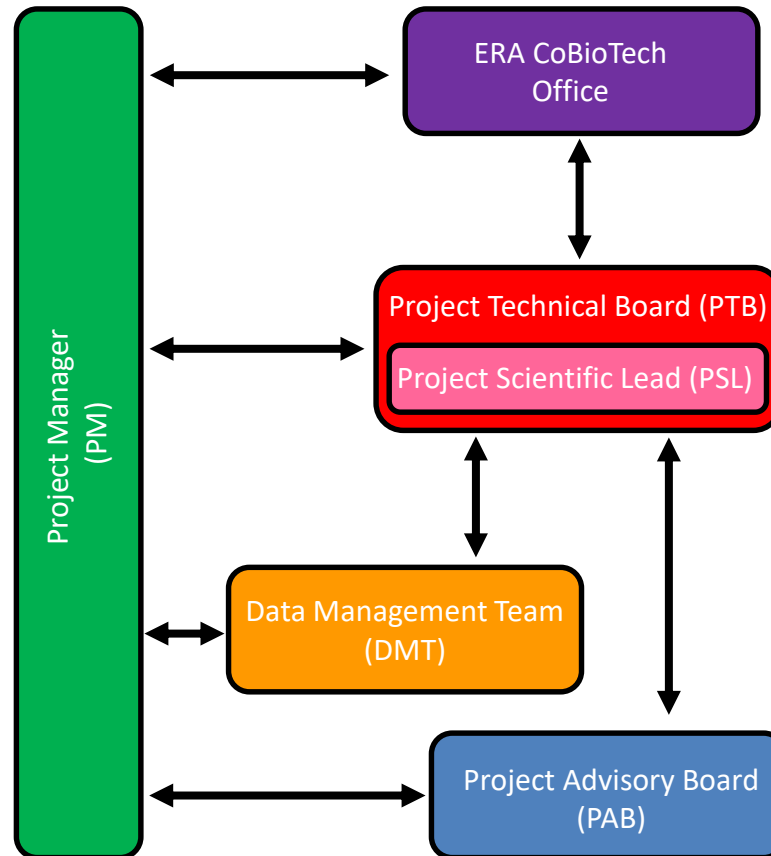 Project Manager
(PM)
ERA CoBioTech
Office
Project Technical Board (PTB)
Project Scientific Lead (PSL)
Data Management Team
(DMT)
Project Advisory Board
(PAB)